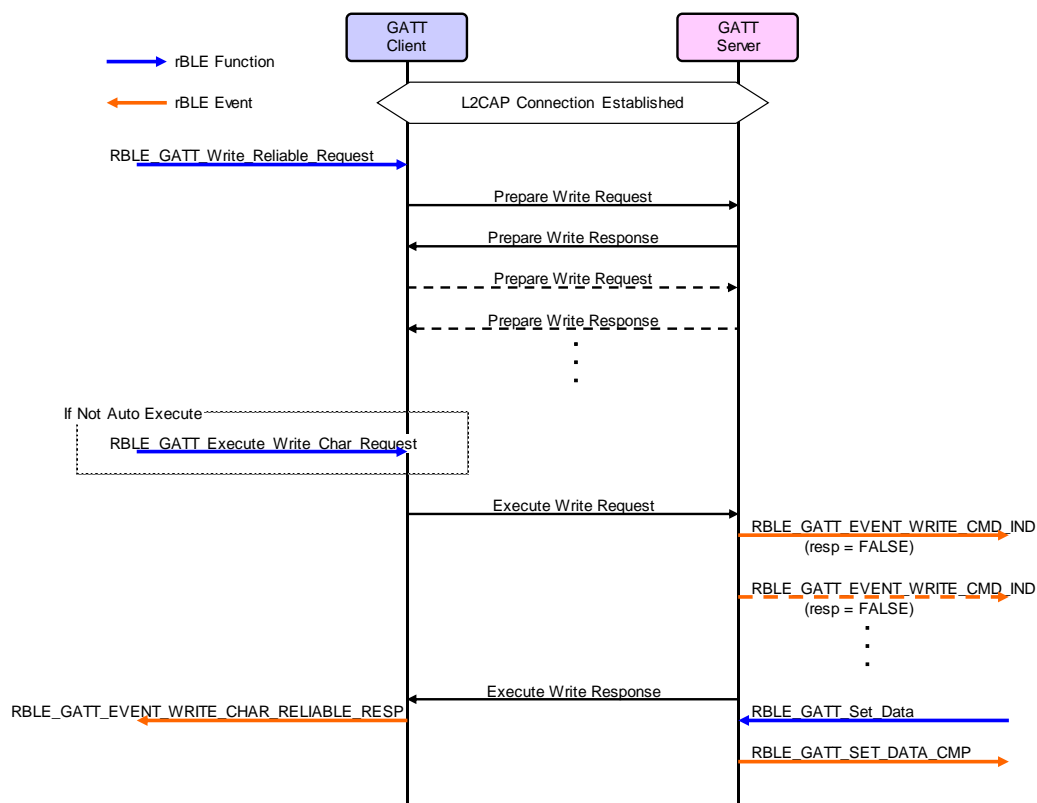 GATT
Client
GATT
Server
rBLE Function
rBLE Event
L2CAP Connection Established
RBLE_GATT_Write_Reliable_Request
Prepare Write Request
Prepare Write Response
Prepare Write Request
Prepare Write Response
If Not Auto Execute
RBLE_GATT_Execute_Write_Char_Request
Execute Write Request
RBLE_GATT_EVENT_WRITE_CMD_IND
(resp = FALSE)
RBLE_GATT_EVENT_WRITE_CMD_IND
(resp = FALSE)
Execute Write Response
RBLE_GATT_EVENT_WRITE_CHAR_RELIABLE_RESP
RBLE_GATT_Set_Data
RBLE_GATT_SET_DATA_CMP